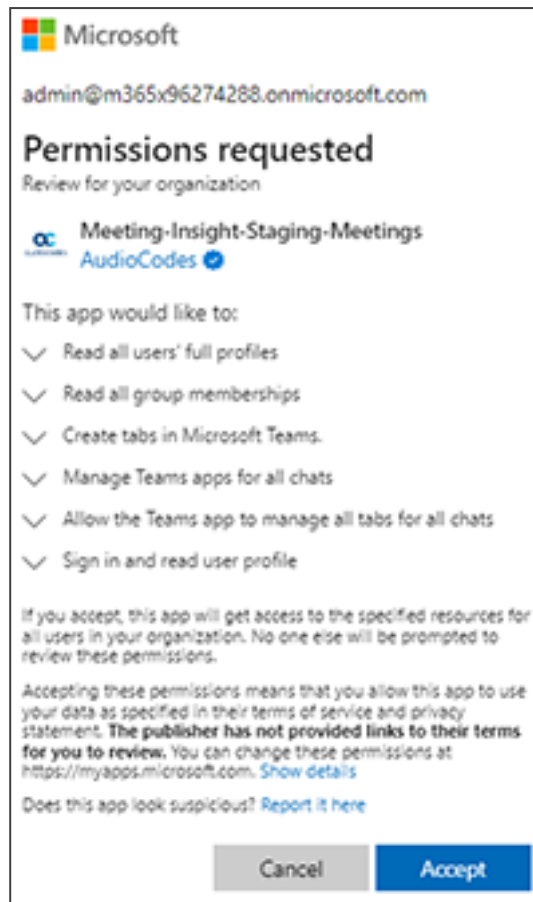 Microsoft
admin@m365x96274288.onmicrosoft.com
Permissions requested
Review for your organization
Meeting-Insight-Staging-Meetings
AudioCodes
This app would like to:
Read all users' full profiles
Read all group memberships
Create tabs in Microsoft Teams.
Manage Teams apps for all chats
Allow the Teams app to manage all tabs for all chats
Sign in and read user profile
If you accept, this app will get access to the specified resources for
all users in your organization. No one else will be prompted to
review these permissions.
Accepting these permissions means that you allow this app to use
your data as specified in their terms of service and privacy
statement. The publisher has not provided links to their terms
for you to review. You can change these permissions at
https://myapps.microsoft.com. Show details
Does this app look suspicious? Report it here
Cancel Accept